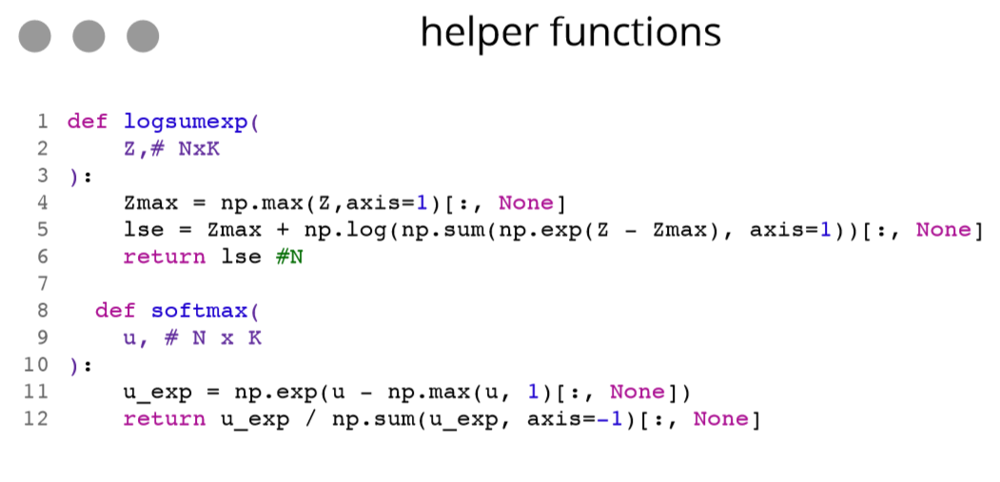 helper functions
1 def logsumexp(
2     Z,# NxK
3 ):
4     Zmax = np.max(Z,axis=1)[:, None]
5     lse = Zmax + np.log(np.sum(np.exp(Z - Zmax), axis=1))[:, None]
6     return lse #N
7
8   def softmax(
9     u, # N x K
10 ):
11     u_exp = np.exp(u - np.max(u, 1)[:, None])
12     return u_exp / np.sum(u_exp, axis=-1)[:, None]